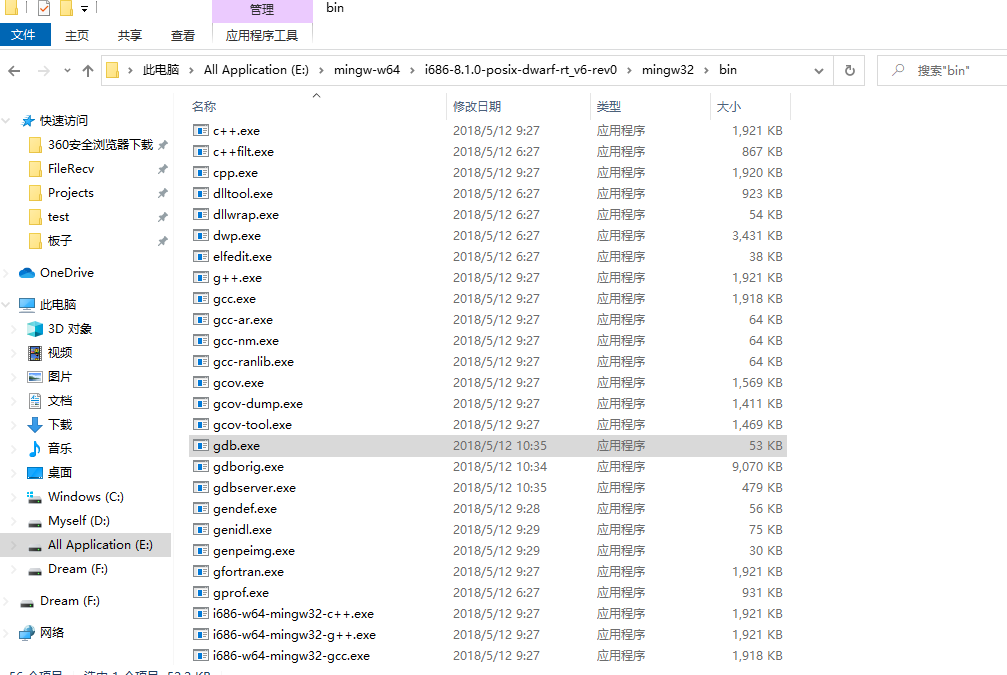 管理
bin
文件
主页
共享
查看
应用程序工具
此电脑 All Application (E:) mingw-w64 i686-8.1.0-posix-dwarf-rt_v6-rev0 mingw32 bin
搜索"bin"
快速访问
360安全浏览器下载
FileRecv
Projects
test
板子
OneDrive
此电脑
3D 对象
视频
图片
文档
下载
音乐
桌面
Windows (C:)
Myself (D:)
All Application (E:)
Dream (F:)
Dream (F:)
网络
名称 修改日期 类型 大小
c++.exe 2018/5/12 9:27 应用程序 1,921 KB
c++filt.exe 2018/5/12 6:27 应用程序 867 KB
cpp.exe 2018/5/12 9:27 应用程序 1,920 KB
dlltool.exe 2018/5/12 6:27 应用程序 923 KB
dllwrap.exe 2018/5/12 6:27 应用程序 54 KB
dwp.exe 2018/5/12 6:27 应用程序 3,431 KB
elfedit.exe 2018/5/12 6:27 应用程序 38 KB
g++.exe 2018/5/12 9:27 应用程序 1,921 KB
gcc.exe 2018/5/12 9:27 应用程序 1,918 KB
gcc-ar.exe 2018/5/12 9:27 应用程序 64 KB
gcc-nm.exe 2018/5/12 9:27 应用程序 64 KB
gcc-ranlib.exe 2018/5/12 9:27 应用程序 64 KB
gcov.exe 2018/5/12 9:27 应用程序 1,569 KB
gcov-dump.exe 2018/5/12 9:27 应用程序 1,411 KB
gcov-tool.exe 2018/5/12 9:27 应用程序 1,469 KB
gdb.exe 2018/5/12 10:35 应用程序 53 KB
gdborig.exe 2018/5/12 10:34 应用程序 9,070 KB
gdbserver.exe 2018/5/12 10:35 应用程序 479 KB
gendef.exe 2018/5/12 9:28 应用程序 56 KB
genidl.exe 2018/5/12 9:29 应用程序 75 KB
genpeimg.exe 2018/5/12 9:29 应用程序 30 KB
gfortran.exe 2018/5/12 9:27 应用程序 1,921 KB
gprof.exe 2018/5/12 6:27 应用程序 931 KB
i686-w64-mingw32-c++.exe 2018/5/12 9:27 应用程序 1,921 KB
i686-w64-mingw32-g++.exe 2018/5/12 9:27 应用程序 1,921 KB
i686-w64-mingw32-gcc.exe 2018/5/12 9:27 应用程序 1,918 KB